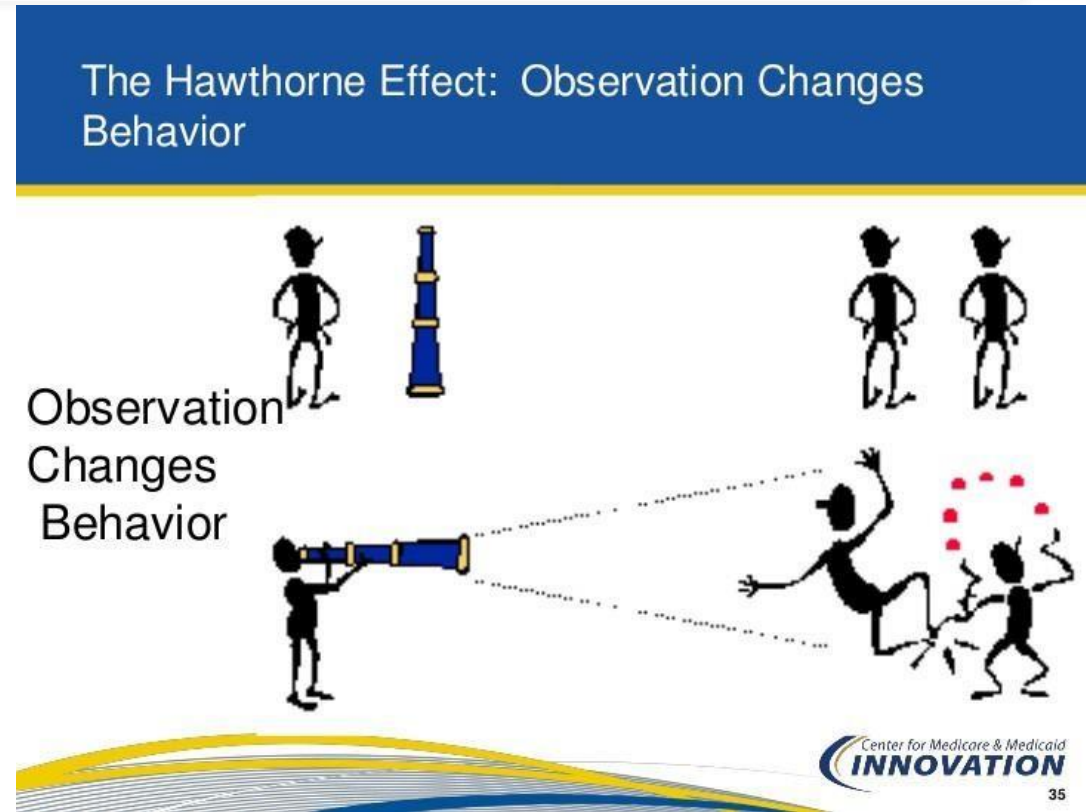 The Hawthorne Effect:  Observation Changes
Behavior
Observation
Changes
Behavior
Center for Medicare & Medicaid
INNOVATION
35